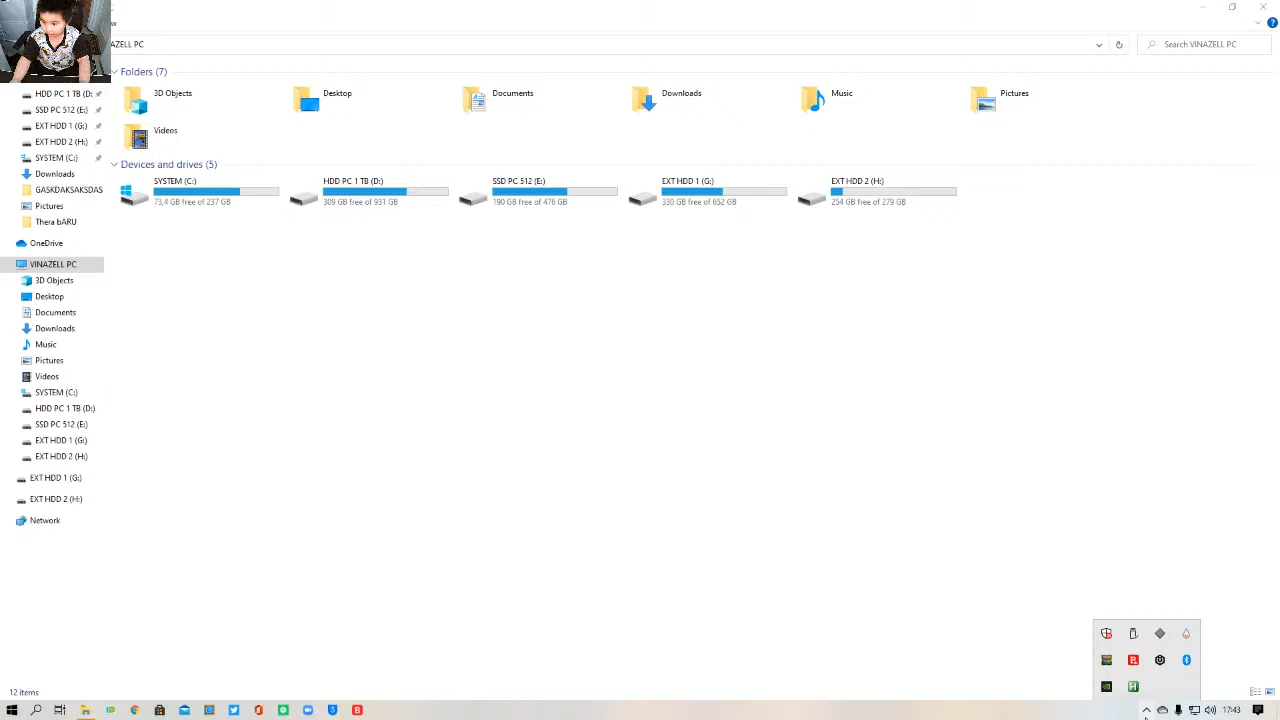 w
AZELL PC
Search VINAZELL PC
HDD PC 1 TB (D:
SSD PC 512 (E:)
EXT HDD 1 (G:)
EXT HDD 2 (H:)
SYSTEM (C:)
Downloads
GASKDAKSAKSDAS
Pictures
Thera bARU
OneDrive
VINAZELL PC
3D Objects
Desktop
Documents
Downloads
Music
Pictures
Videos
SYSTEM (C:)
HDD PC 1 TB (D:)
SSD PC 512 (E:)
EXT HDD 1 (G:)
EXT HDD 2 (H:)
EXT HDD 1 (G:)
EXT HDD 2 (H:)
Network
Folders (7)
3D Objects
Desktop
Documents
Downloads
Music
Pictures
Videos
Devices and drives (5)
SYSTEM (C:)
73,4 GB free of 237 GB
HDD PC 1 TB (D:)
309 GB free of 931 GB
SSD PC 512 (E:)
190 GB free of 476 GB
EXT HDD 1 (G:)
330 GB free of 652 GB
EXT HDD 2 (H:)
254 GB free of 279 GB
12 items
17:43